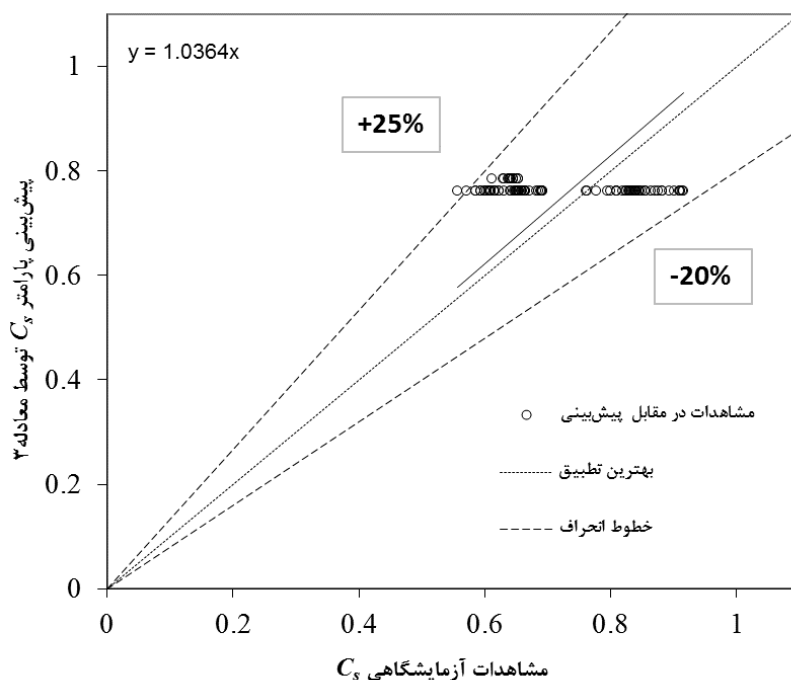 y = 1.0364x
+25%
-20%
1
0.8
0.6
0.4
0.2
0
پیش‌بینی پارامتر Cs توسط معادله ۳
مشاهدات در مقابل پیش‌بینی
بهترین تطبیق
خطوط انحراف
0 0.2 0.4 0.6 0.8 1
مشاهدات آزمایشگاهی Cs